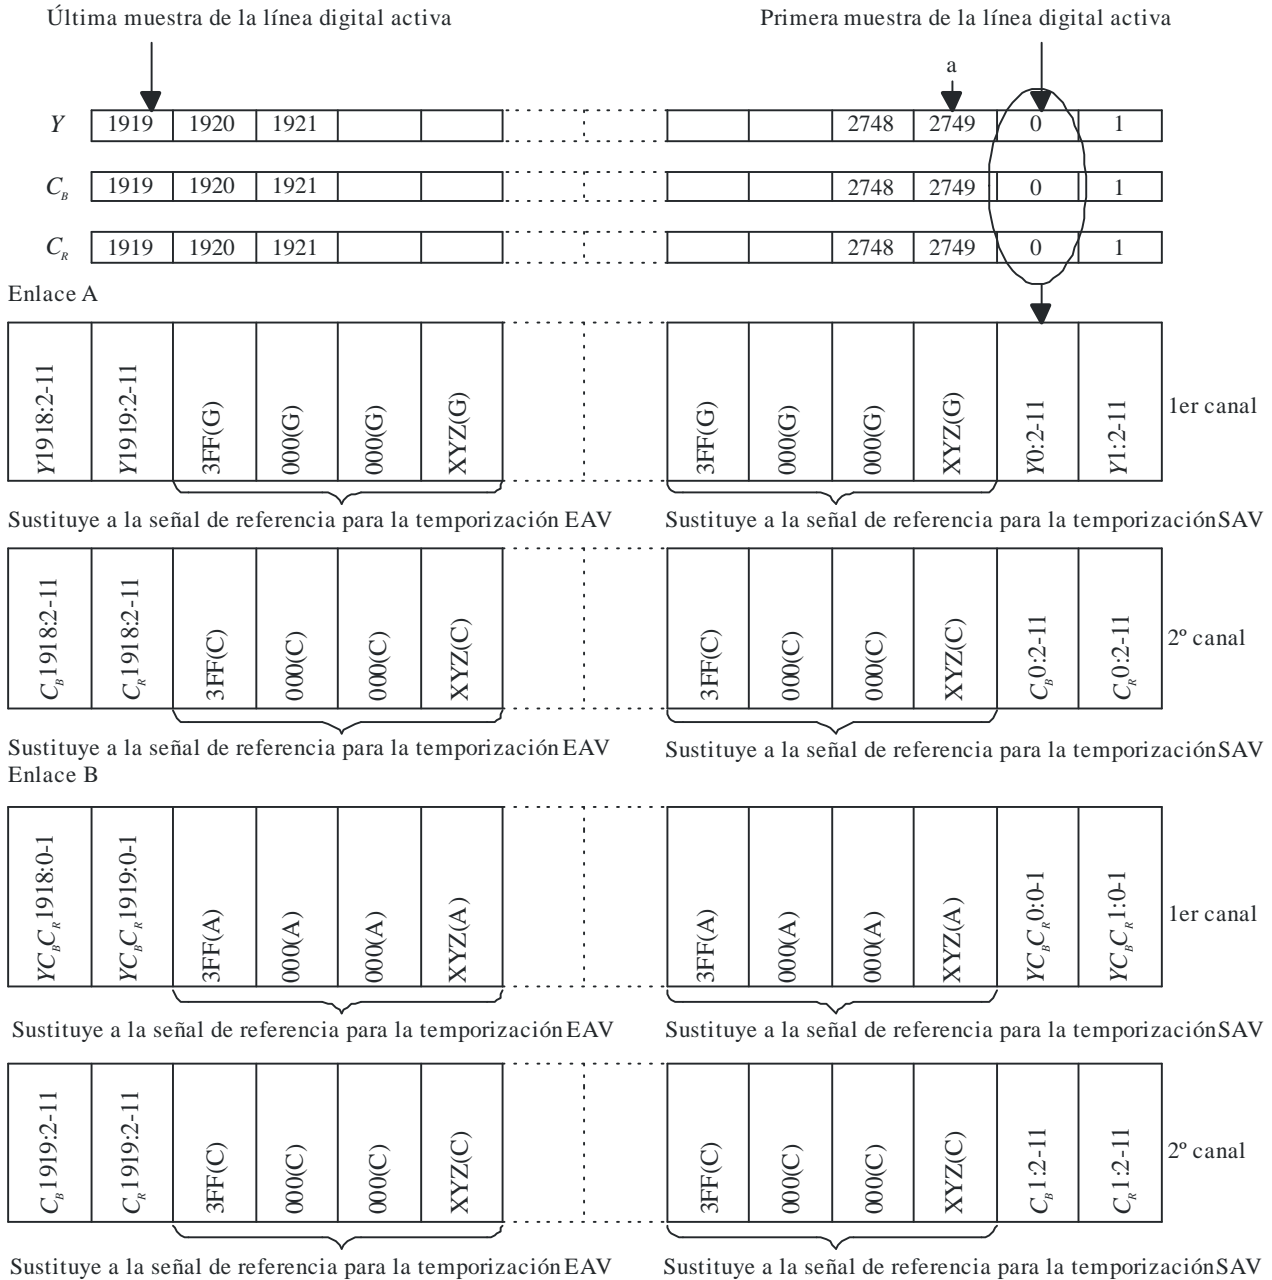 Última muestra de la línea digital activa Primera muestra de la línea digital activa
a
Y 1919 1920 1921 2748 2749 0 1
C_B 1919 1920 1921 2748 2749 0 1
C_R 1919 1920 1921 2748 2749 0 1
Enlace A
Y1918:2-11 Y1919:2-11 3FF(G) 000(G) 000(G) XYZ(G) 3FF(G) 000(G) 000(G) XYZ(G) Y0:2-11 Y1:2-11 1er canal
Sustituye a la señal de referencia para la temporización EAV Sustituye a la señal de referencia para la temporización SAV
C_B1918:2-11 C_R1918:2-11 3FF(C) 000(C) 000(C) XYZ(C) 3FF(C) 000(C) 000(C) XYZ(C) C_B0:2-11 C_R0:2-11 2º canal
Sustituye a la señal de referencia para la temporización EAV Sustituye a la señal de referencia para la temporización SAV
Enlace B
YC_BC_R1918:0-1 YC_BC_R1919:0-1 3FF(A) 000(A) 000(A) XYZ(A) 3FF(A) 000(A) 000(A) XYZ(A) YC_BC_R0:0-1 YC_BC_R1:0-1 1er canal
Sustituye a la señal de referencia para la temporización EAV Sustituye a la señal de referencia para la temporización SAV
C_B1919:2-11 C_R1919:2-11 3FF(C) 000(C) 000(C) XYZ(C) 3FF(C) 000(C) 000(C) XYZ(C) C_B1:2-11 C_R1:2-11 2º canal
Sustituye a la señal de referencia para la temporización EAV Sustituye a la señal de referencia para la temporización SAV